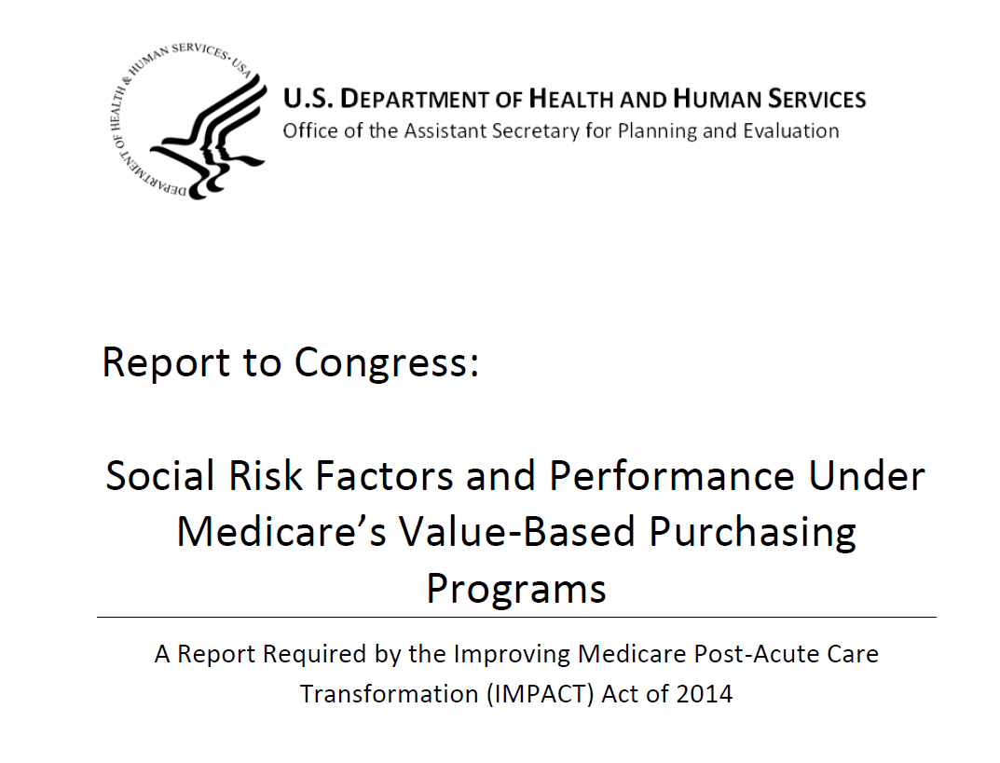 DEPARTMENT OF HEALTH & HUMAN SERVICES • USA
U.S. DEPARTMENT OF HEALTH AND HUMAN SERVICES
Office of the Assistant Secretary for Planning and Evaluation
Report to Congress:
Social Risk Factors and Performance Under
Medicare’s Value-Based Purchasing
Programs
A Report Required by the Improving Medicare Post-Acute Care
Transformation (IMPACT) Act of 2014